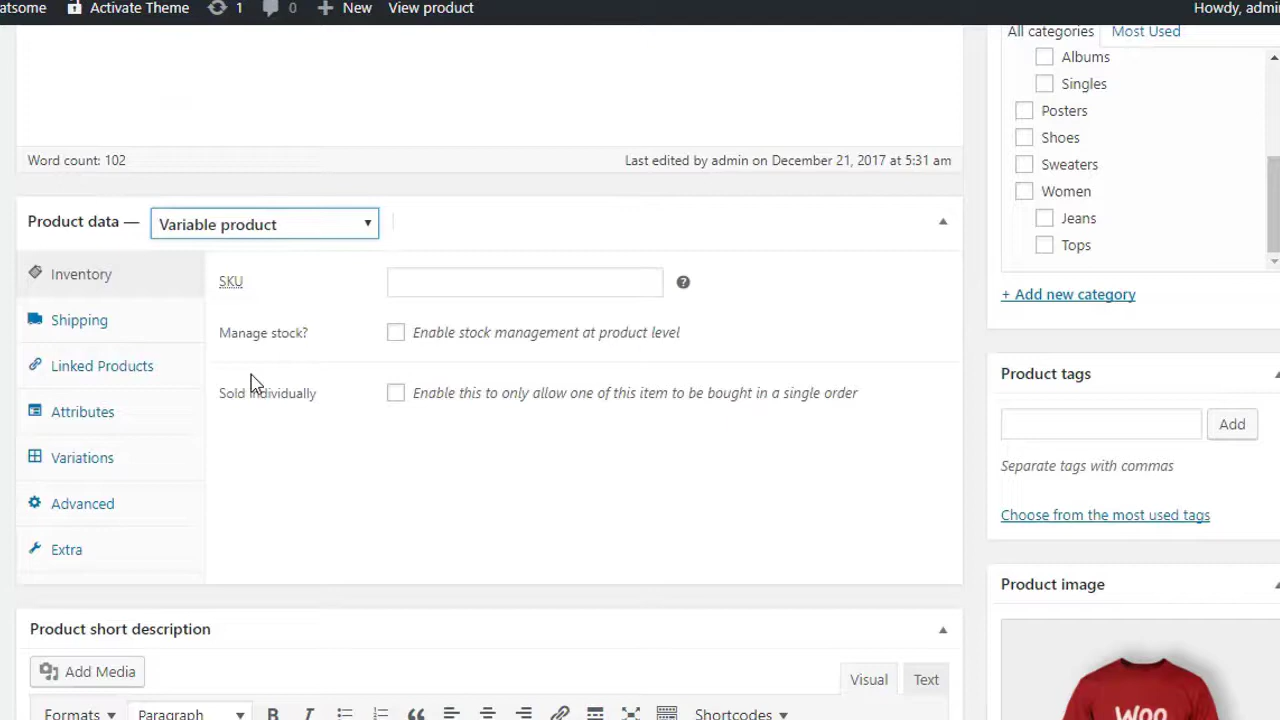 atsome Activate Theme 1 0 New View product Howdy, admi
All categories Most Used
Albums
Singles
Posters
Shoes
Sweaters
Women
Jeans
Tops
+ Add new category
Word count: 102 Last edited by admin on December 21, 2017 at 5:31 am
Product data — Variable product
Inventory
Shipping
Linked Products
Attributes
Variations
Advanced
Extra
SKU
Manage stock? Enable stock management at product level
Sold individually Enable this to only allow one of this item to be bought in a single order
Product tags
Add
Separate tags with commas
Choose from the most used tags
Product image
WOO
Product short description
Add Media Visual Text
Formats Paragraph B I Shortcodes